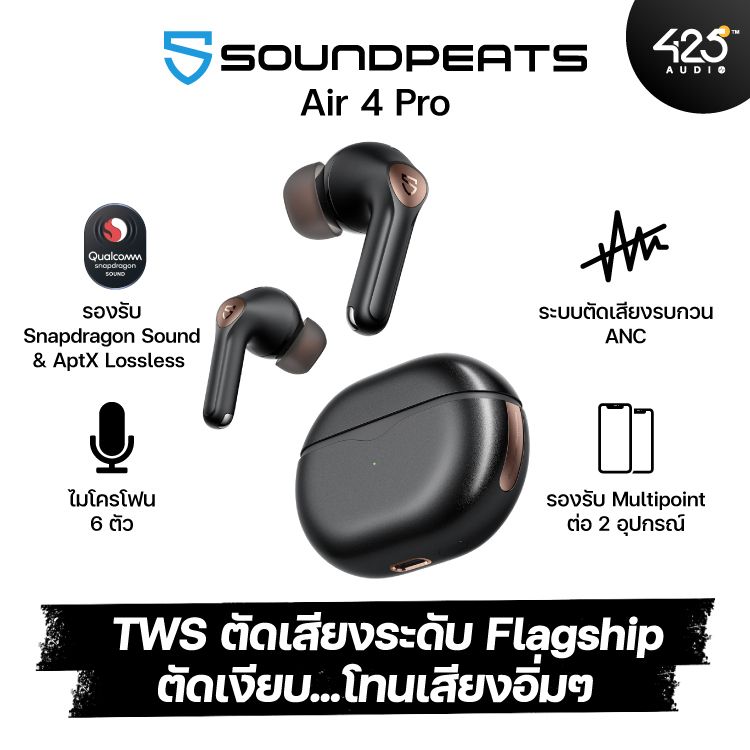 SOUNDPEATS
Air 4 Pro
425™
AUDIO
Qualcomm
snapdragon
SOUND
รองรับ
Snapdragon Sound
& AptX Lossless
ระบบตัดเสียงรบกวน
ANC
ไมโครโฟน
6 ตัว
รองรับ Multipoint
ต่อ 2 อุปกรณ์
TWS ตัดเสียงระดับ Flagship
ตัดเงียบ...โทนเสียงอิ่มๆ